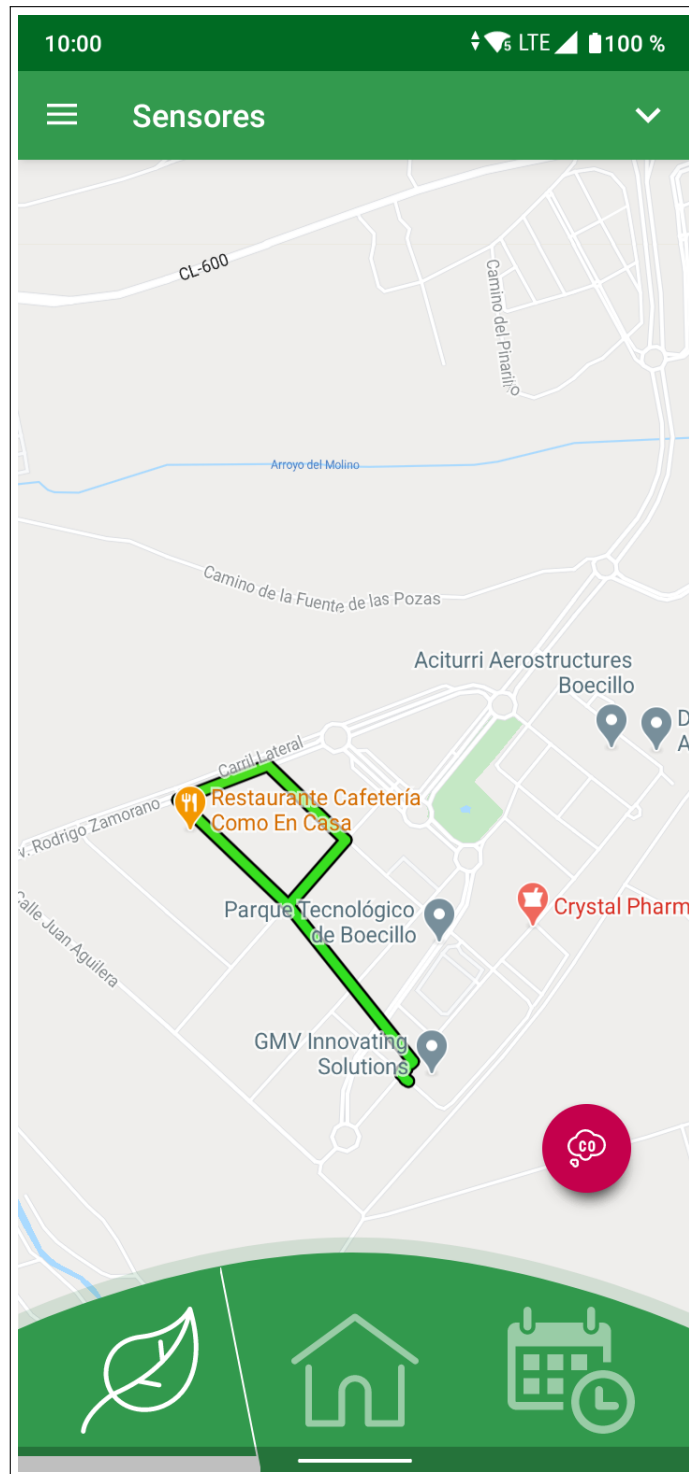 10:00
5 LTE 100 %
Sensores
CL-600
Camino del Pinarillo
Arroyo del Molino
Camino de la Fuente de las Pozas
Aciturri Aerostructures
Boecillo
D
A
Carril Lateral
V. Rodrigo Zamorano
Restaurante Cafetería
Como En Casa
Calle Juan Aguilera
Parque Tecnológico
de Boecillo
Crystal Pharm
GMV Innovating
Solutions
CO